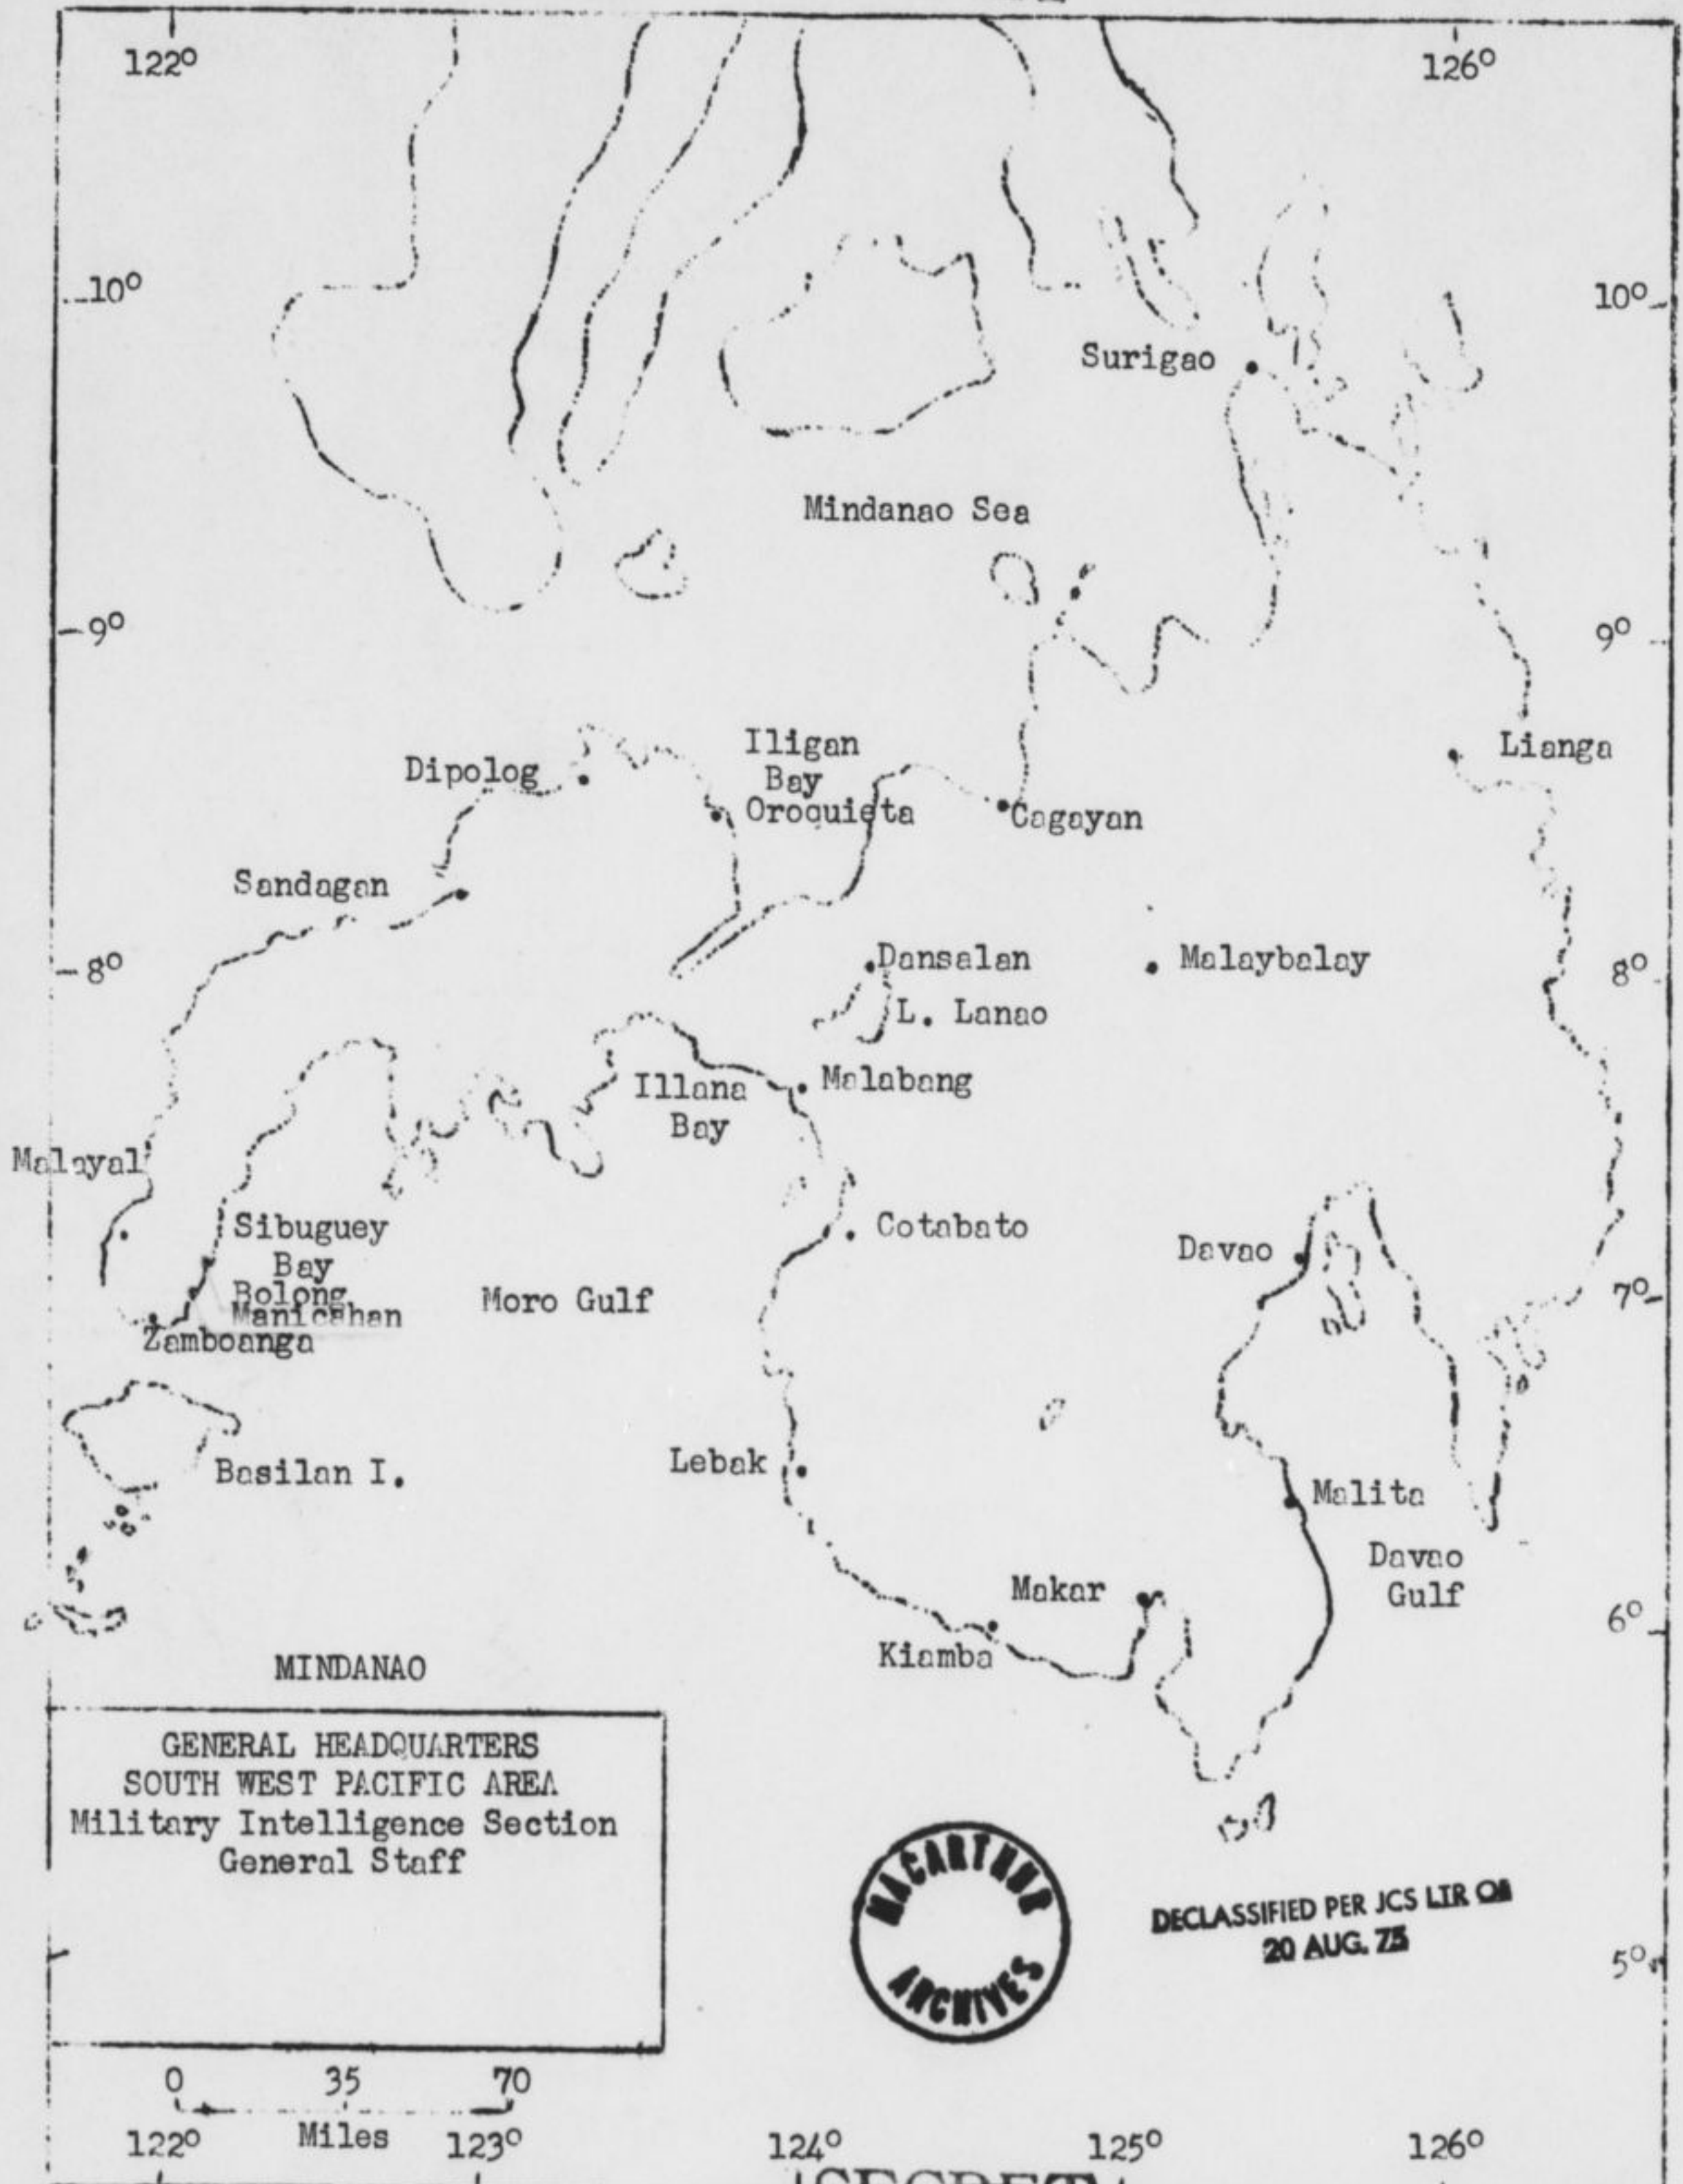 122°
126°
10°
10°
Surigao
Mindanao Sea
9°
9°
Iligan
Bay
Lianga
Dipolog
Oroquieta
Cagayan
Sandagan
8°
Dansalan
Malaybalay
8°
L. Lanao
Illana
Bay
Malabang
Malayal
Sibuguey
Bay
Cotabato
Davao
Bolong
Manicahan
Moro Gulf
7°
Zamboanga
Basilan I.
Lebak
Malita
Davao
Gulf
Makar
6°
Kiamba
MINDANAO
GENERAL HEADQUARTERS
SOUTH WEST PACIFIC AREA
Military Intelligence Section
General Staff
MACARTHUR
ARCHIVES
DECLASSIFIED PER JCS LTR OF
20 AUG. 75
5°
0 35 70
Miles
122° 123° 124° 125° 126°
SECRET